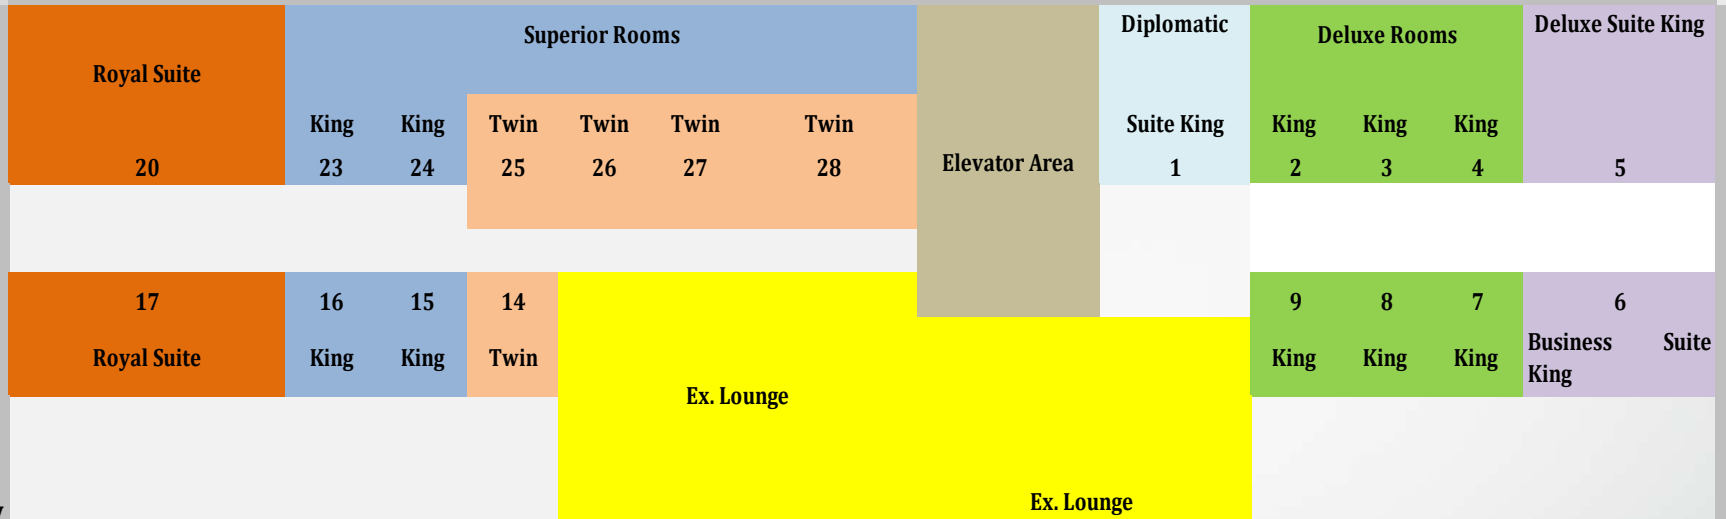 Royal Suite
20
Superior Rooms
King King Twin Twin Twin Twin
23 24 25 26 27 28
Elevator Area
Diplomatic
Suite King
1
Deluxe Rooms
King King King
2 3 4
Deluxe Suite King
5
17
Royal Suite
16 15 14
King King Twin
Ex. Lounge
Ex. Lounge
9 8 7
King King King
6
Business Suite
King